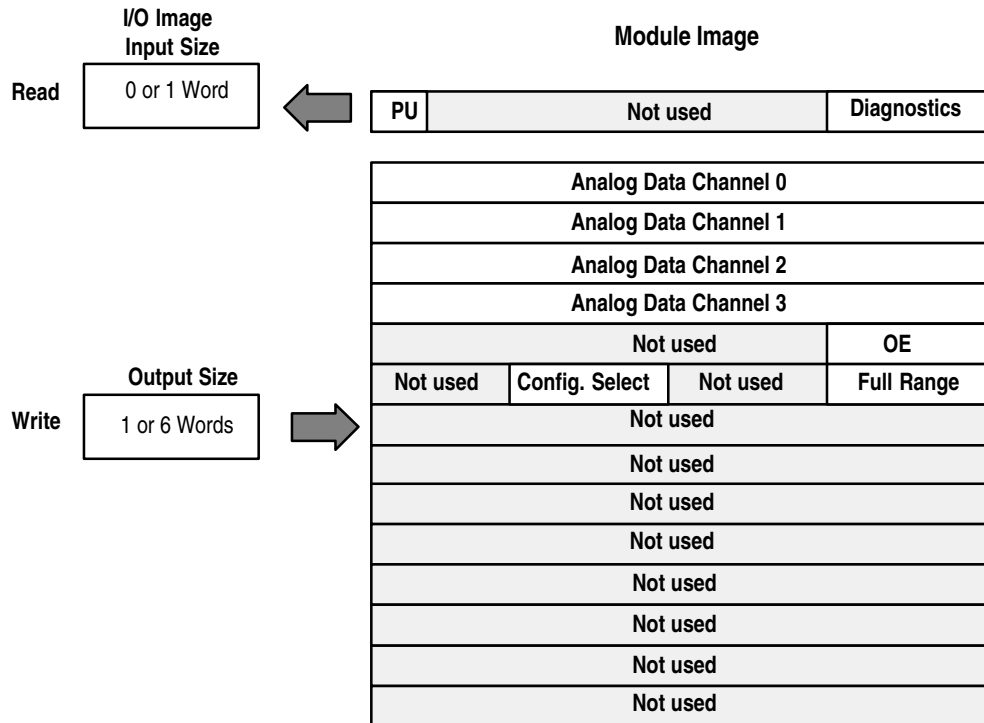 I/O Image
Input Size
Module Image
Read
0 or 1 Word
PU
Not used
Diagnostics
Analog Data Channel 0
Analog Data Channel 1
Analog Data Channel 2
Analog Data Channel 3
Not used
OE
Output Size
Not used
Config. Select
Not used
Full Range
Write
1 or 6 Words
Not used
Not used
Not used
Not used
Not used
Not used
Not used
Not used